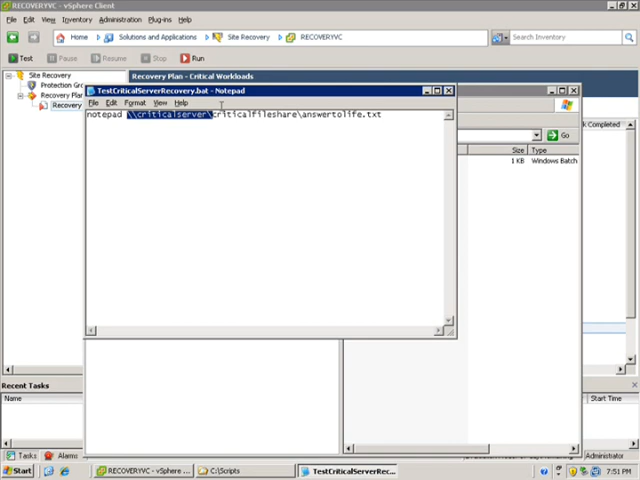 RECOVERYVC - vSphere Client
File Edit View Inventory Administration Plug-ins Help
Home Solutions and Applications Site Recovery RECOVERYVC Search Inventory
Test Pause Resume Stop Run
Site Recovery
Recovery Plan - Critical Workloads
Protection Gro
Recovery Plan
Recovery
TestCriticalServerRecovery.bat - Notepad
File Edit Format View Help
notepad \\criticalserver\criticalfileshare\answertolife.txt
Go
k Completed
Size Type
1 KB Windows Batch
Recent Tasks
Name
Start Time
Tasks Alarms
Administrator
Start RECOVERYVC - vSphere ... C:\Scripts TestCriticalServerRec... 7:51 PM